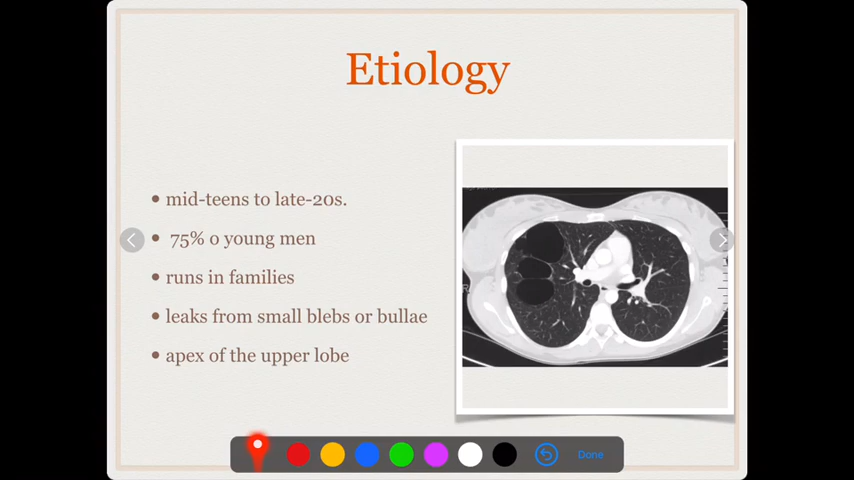 Etiology
• mid-teens to late-20s.
• 75% o young men
• runs in families
• leaks from small blebs or bullae
• apex of the upper lobe
R
Done